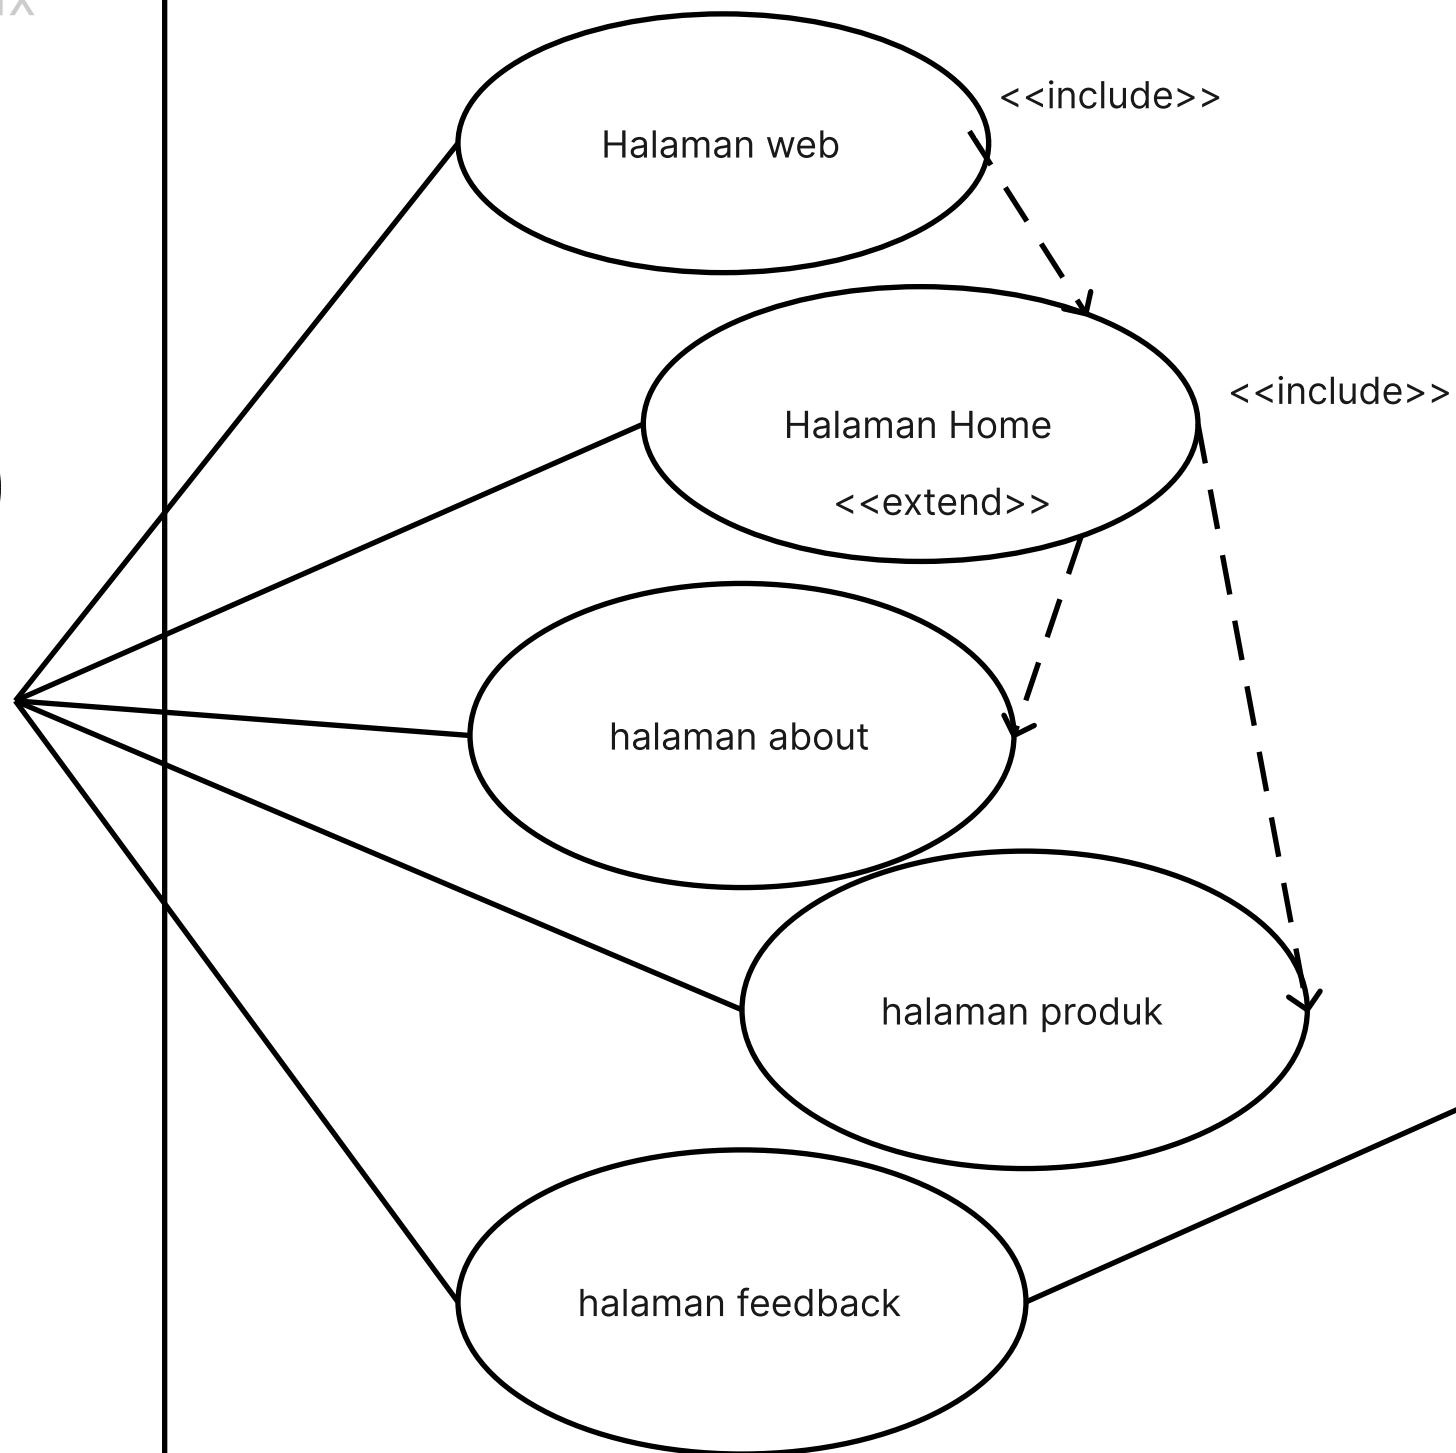 Halaman web
<<include>>
Halaman Home
<<include>>
<<extend>>
halaman about
halaman produk
halaman feedback